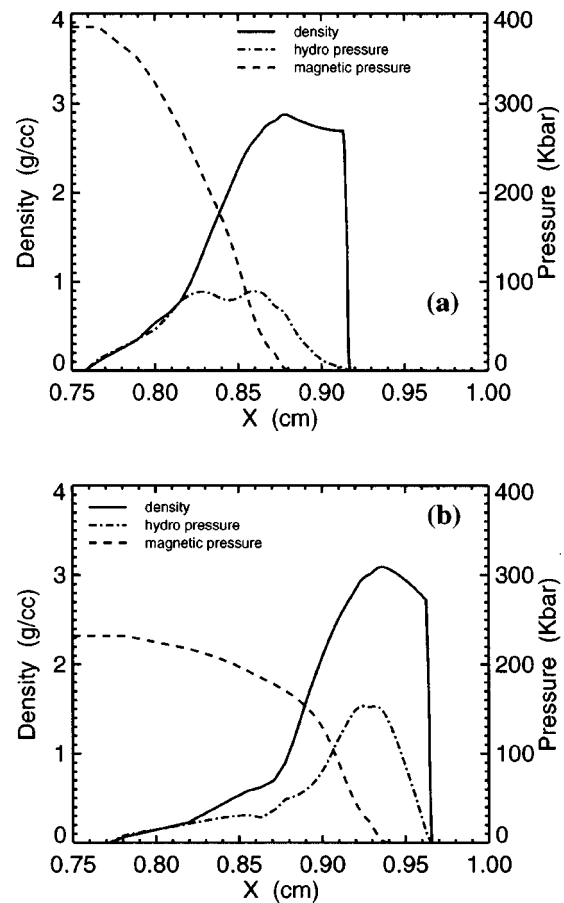 4
3
2
1
0
Density (g/cc)
density
hydro pressure
magnetic pressure
400
300
200
100
0
Pressure (Kbar)
(a)
0.75 0.80 0.85 0.90 0.95 1.00
X (cm)
4
3
2
1
0
Density (g/cc)
density
hydro pressure
magnetic pressure
(b)
400
300
200
100
0
Pressure (Kbar)
0.75 0.80 0.85 0.90 0.95 1.00
X (cm)